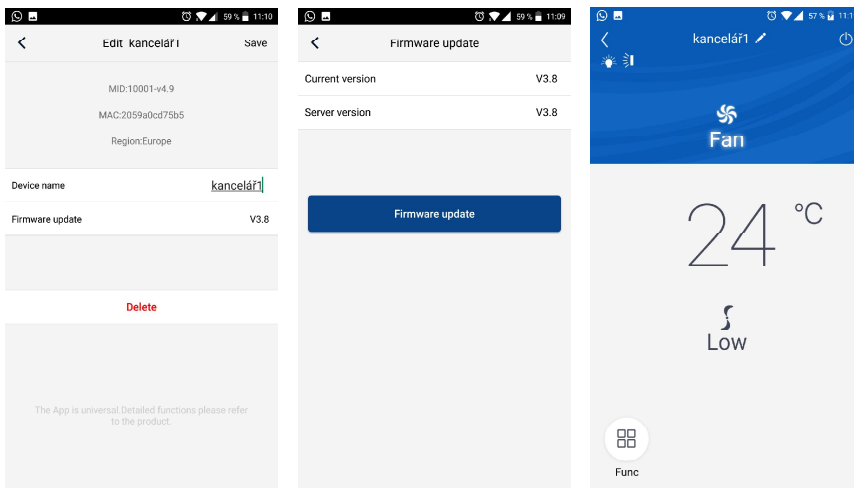 59 % 11:10
Edit kancelář1 Save
MID:10001-v4.9
MAC:2059a0cd75b5
Region:Europe
Device name kancelář1
Firmware update V3.8
Delete
The App is universal.Detailed functions please refer
to the product.
59 % 11:09
Firmware update
Current version V3.8
Server version V3.8
Firmware update
57 % 11:1
kancelář1
Fan
24 °C
Low
Func